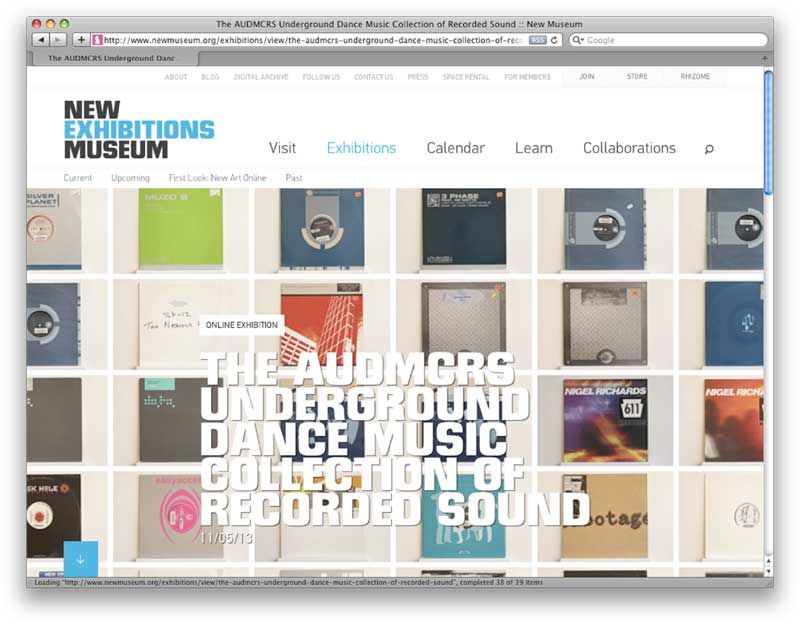 The AUDMCRS Underground Dance Music Collection of Recorded Sound :: New Museum
http://www.newmuseum.org/exhibitions/view/the-audmcrs-underground-dance-music-collection-of-reco
RSS
Google
The AUDMCRS Underground Danc...
ABOUT BLOG DIGITAL ARCHIVE FOLLOW US CONTACT US PRESS SPACE RENTAL FOR MEMBERS JOIN STORE RHIZOME
NEW
EXHIBITIONS
MUSEUM
Visit Exhibitions Calendar Learn Collaborations
Current Upcoming First Look: New Art Online Past
SILVER
PLANET
MUZO 8
3 PHASE
ONLINE EXHIBITION
THE AUDMCRS
UNDERGROUND
DANCE MUSIC
COLLECTION OF
RECORDED SOUND
11/05/13
NIGEL RICHARDS
611
NIGEL RICHAR
easyacces
otage
Loading "http://www.newmuseum.org/exhibitions/view/the-audmcrs-underground-dance-music-collection-of-recorded-sound", completed 38 of 39 items